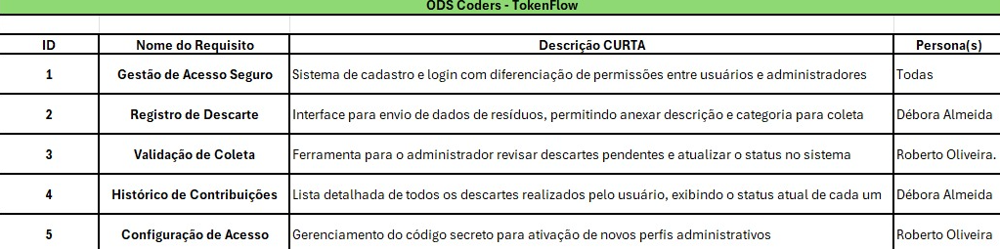 ODS Coders - TokenFlow
ID Nome do Requisito Descrição CURTA Persona(s)
1 Gestão de Acesso Seguro Sistema de cadastro e login com diferenciação de permissões entre usuários e administradores Todas
2 Registro de Descarte Interface para envio de dados de resíduos, permitindo anexar descrição e categoria para coleta Débora Almeida
3 Validação de Coleta Ferramenta para o administrador revisar descartes pendentes e atualizar o status no sistema Roberto Oliveira.
4 Histórico de Contribuições Lista detalhada de todos os descartes realizados pelo usuário, exibindo o status atual de cada um Débora Almeida
5 Configuração de Acesso Gerenciamento do código secreto para ativação de novos perfis administrativos Roberto Oliveira